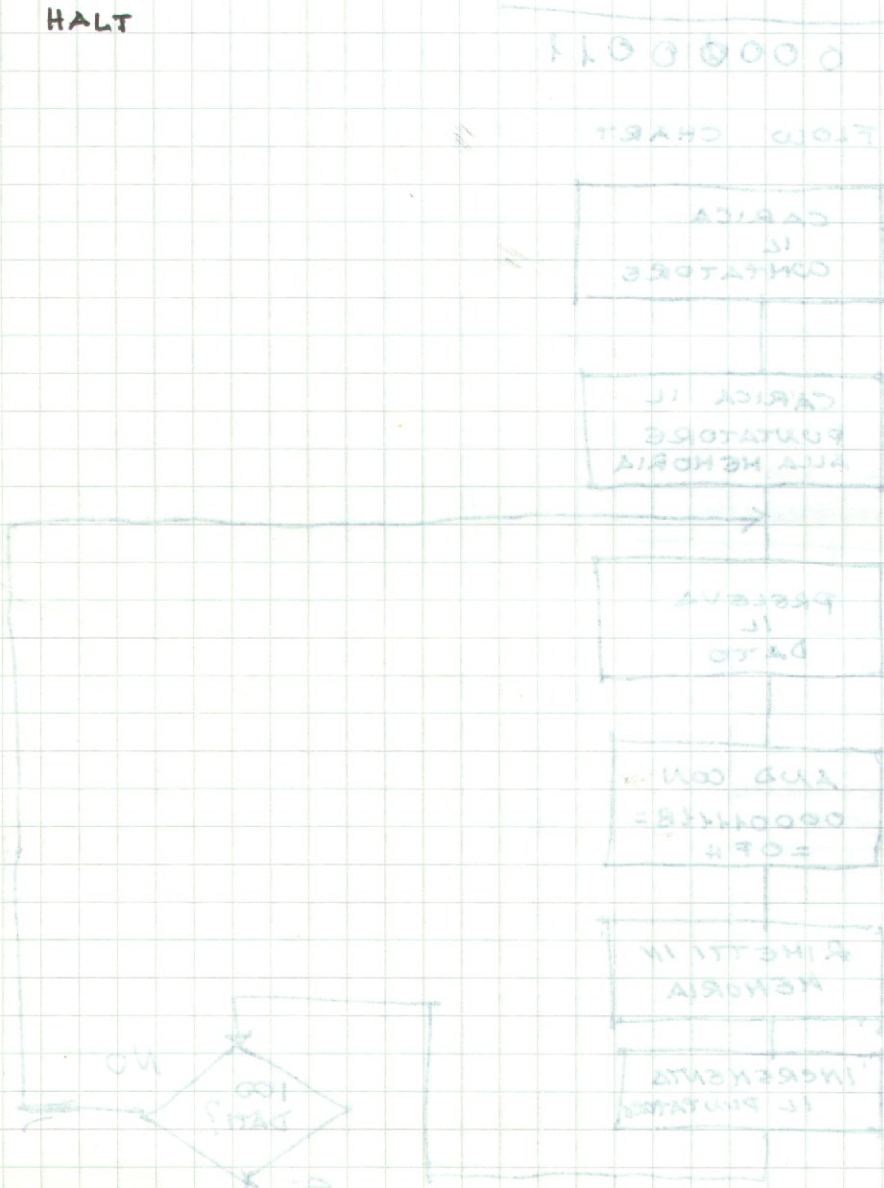 HALT
00000011
FLOW CHART
CARICA
IL
CONTATORE
CARICA IL
PUNTATORE
ALLA MEMORIA
PRELEVA
IL
DATO
AND CON
00001111B=
=0FH
RIMETTI IN
MEMORIA
INCREMENTA
IL PUNTATORE
100
DATI?
NO